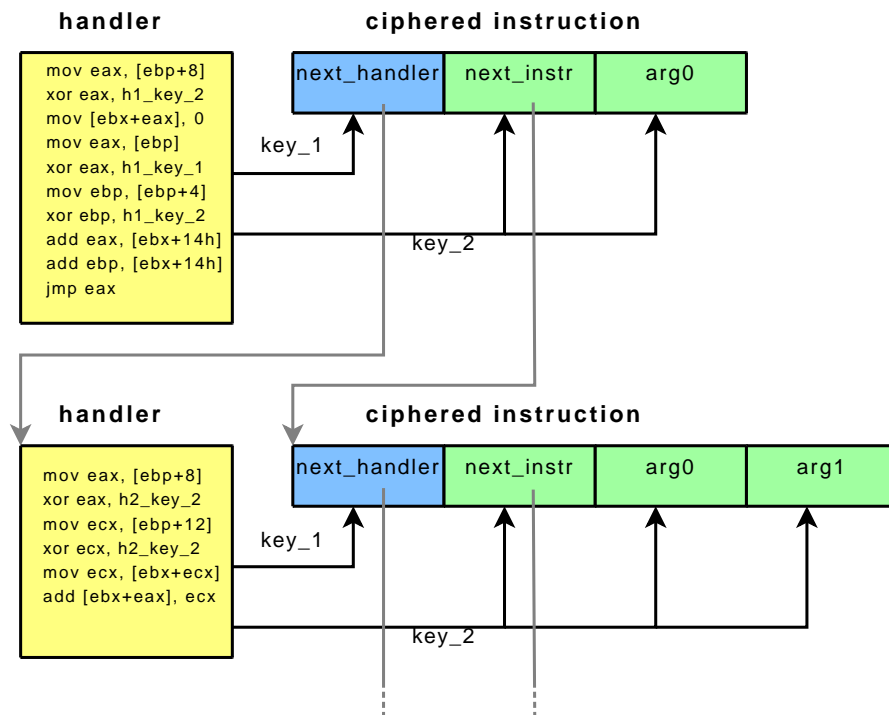 handler
ciphered instruction
mov eax, [ebp+8]
xor eax, h1_key_2
mov [ebx+eax], 0
mov eax, [ebp]
xor eax, h1_key_1
mov ebp, [ebp+4]
xor ebp, h1_key_2
add eax, [ebx+14h]
add ebp, [ebx+14h]
jmp eax
next_handler
next_instr
arg0
key_1
key_2
handler
ciphered instruction
mov eax, [ebp+8]
xor eax, h2_key_2
mov ecx, [ebp+12]
xor ecx, h2_key_2
mov ecx, [ebx+ecx]
add [ebx+eax], ecx
next_handler
next_instr
arg0
arg1
key_1
key_2